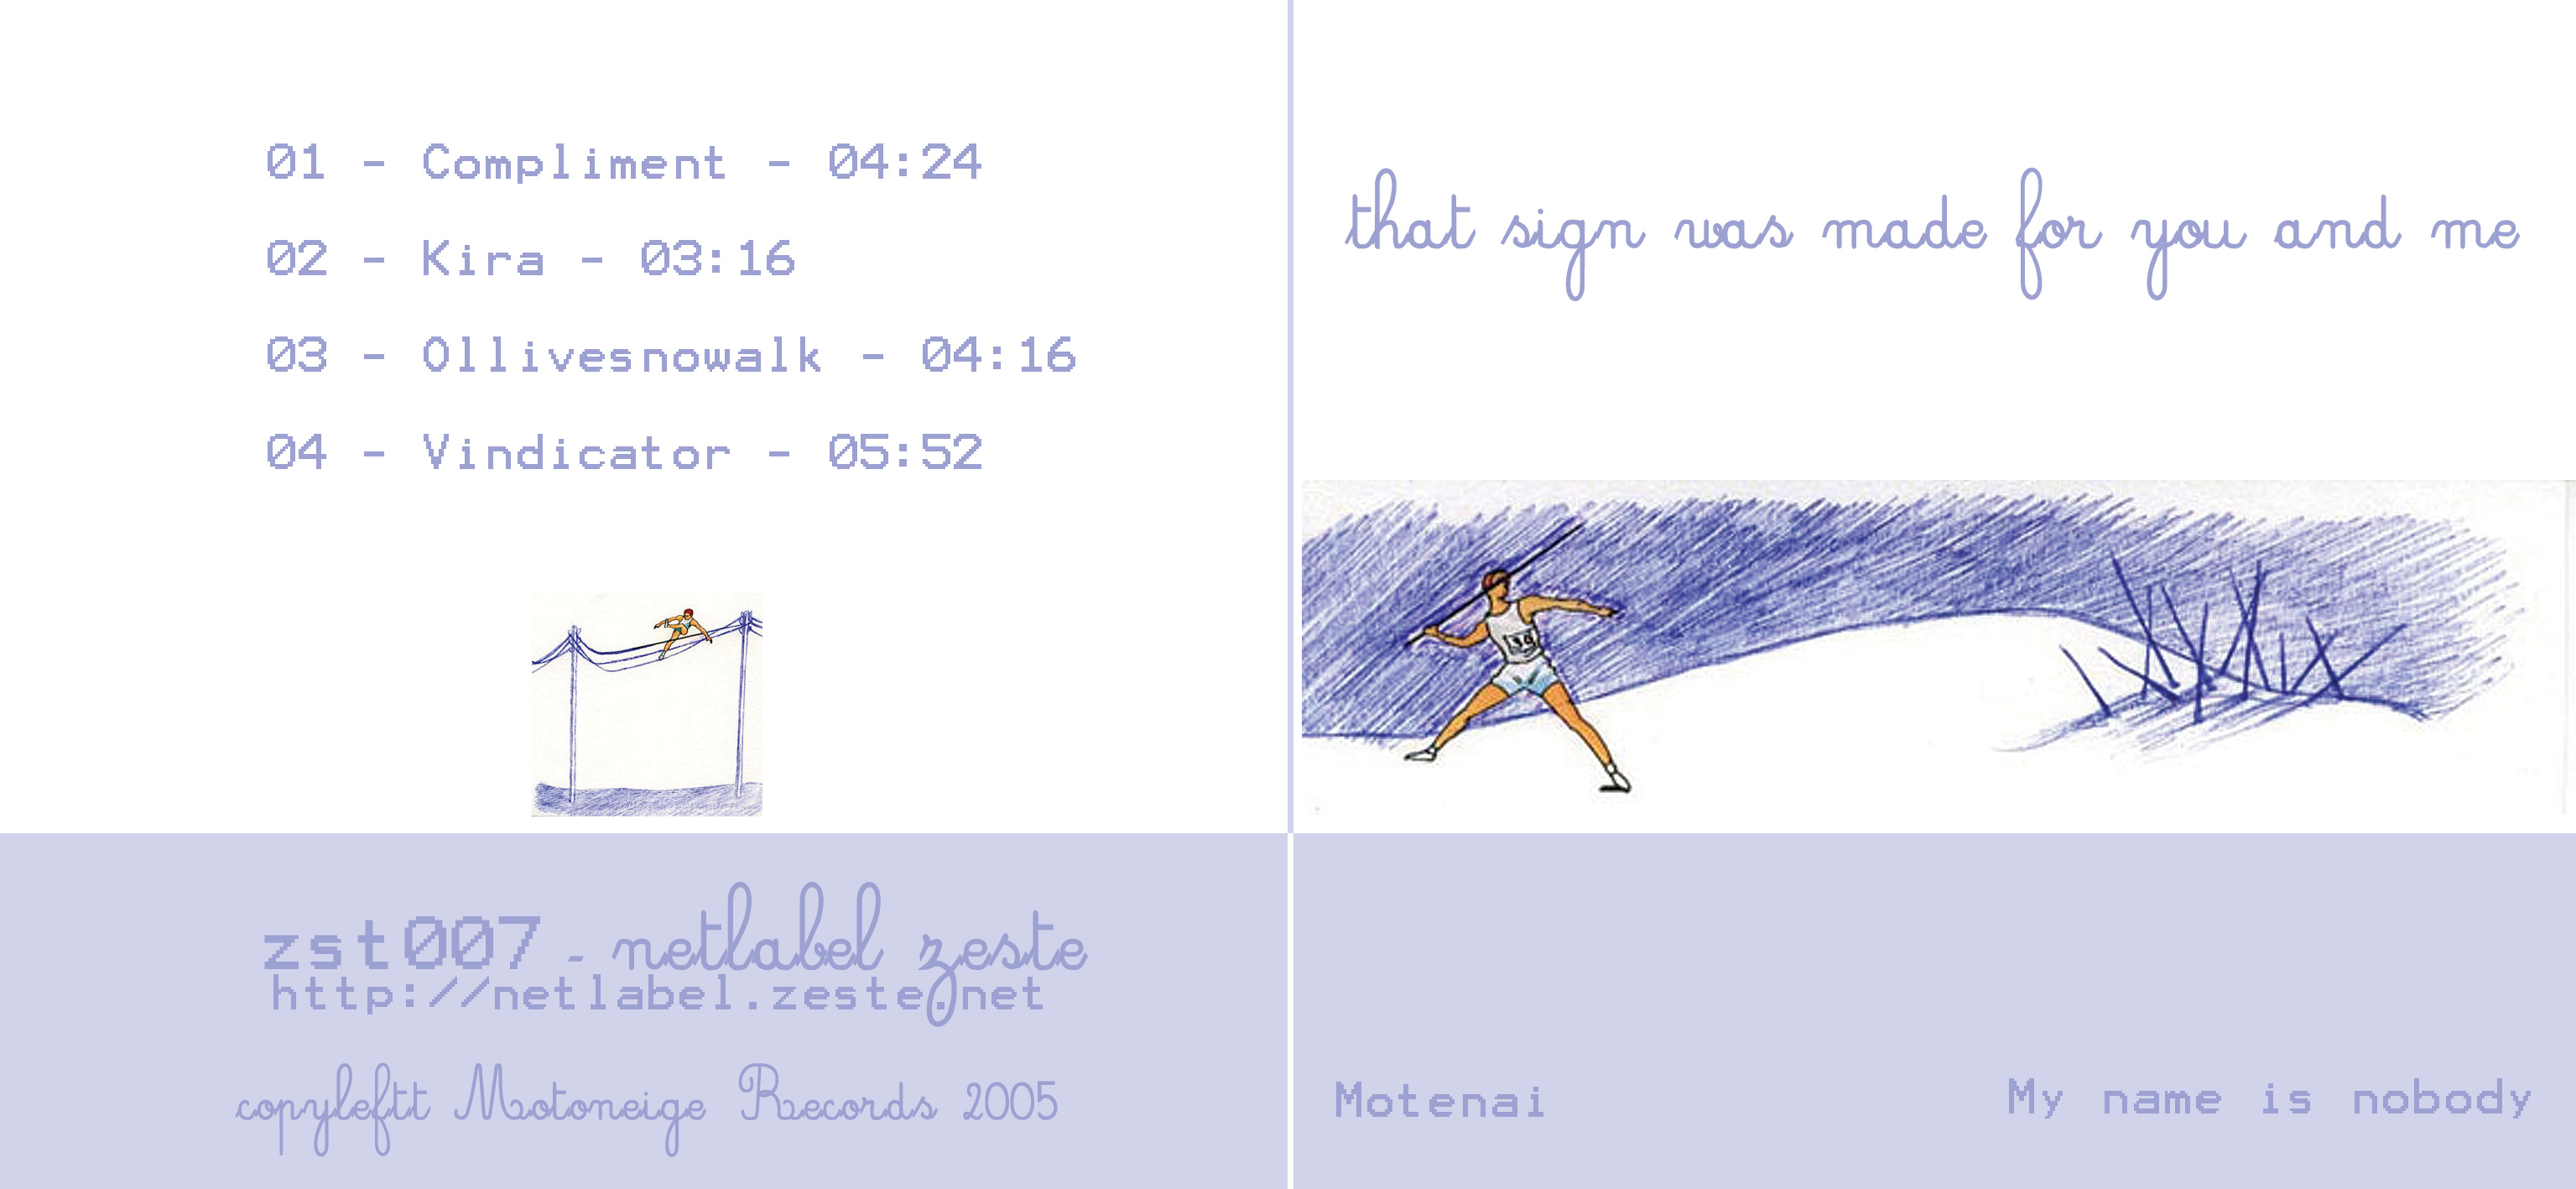 01 - Compliment - 04:24
02 - Kira - 03:16
03 - Ollivesnowalk - 04:16
04 - Vindicator - 05:52
zst007 - netlabel zeste
http://netlabel.zeste.net
copyleftt Motoneige Records 2005
that sign was made for you and me
Motenai
My name is nobody